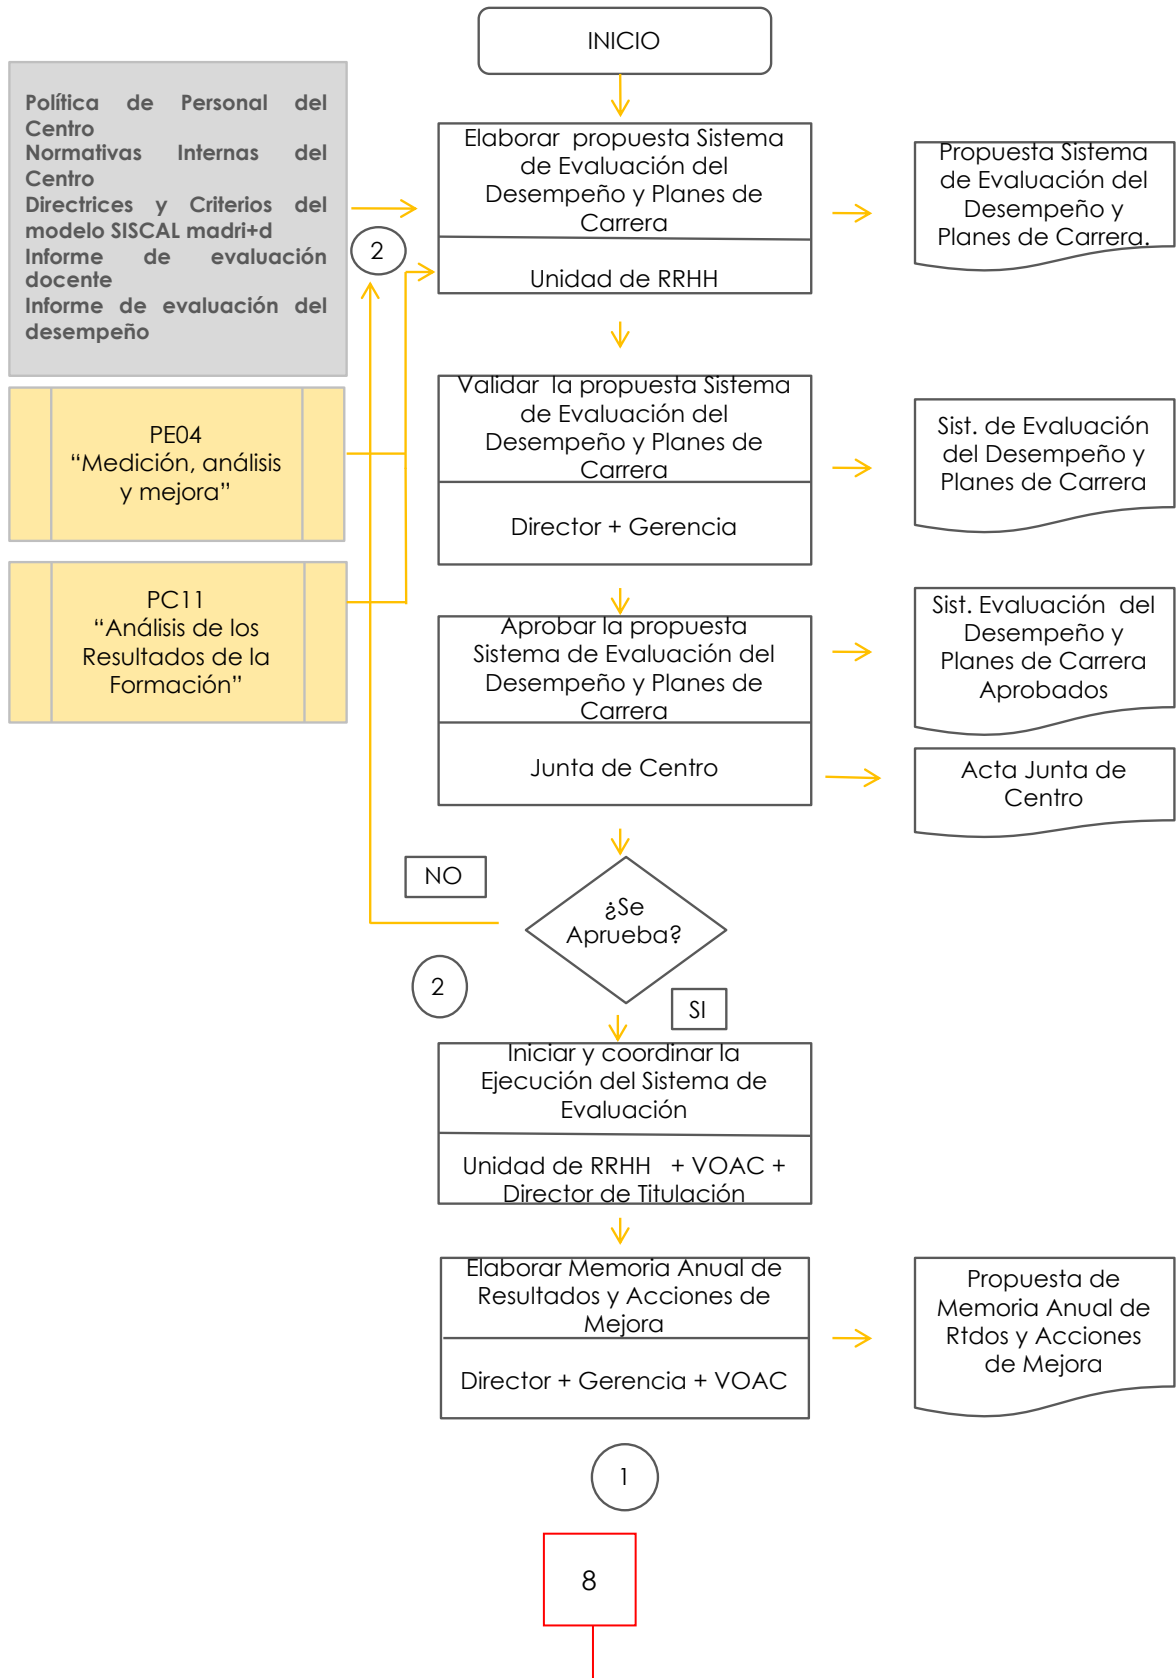 INICIO
Política de Personal del
Centro
Normativas Internas del
Centro
Directrices y Criterios del
modelo SISCAL madri+d
Informe de evaluación
docente
Informe de evaluación del
desempeño
Elaborar propuesta Sistema
de Evaluación del
Desempeño y Planes de
Carrera
Unidad de RRHH
Propuesta Sistema
de Evaluación del
Desempeño y
Planes de Carrera.
2
PE04
“Medición, análisis
y mejora”
Validar la propuesta Sistema
de Evaluación del
Desempeño y Planes de
Carrera
Director + Gerencia
Sist. de Evaluación
del Desempeño y
Planes de Carrera
PC11
“Análisis de los
Resultados de la
Formación”
Aprobar la propuesta
Sistema de Evaluación del
Desempeño y Planes de
Carrera
Junta de Centro
Sist. Evaluación del
Desempeño y
Planes de Carrera
Aprobados
Acta Junta de
Centro
NO
¿Se
Aprueba?
2
SI
Iniciar y coordinar la
Ejecución del Sistema de
Evaluación
Unidad de RRHH + VOAC +
Director de Titulación
Elaborar Memoria Anual de
Resultados y Acciones de
Mejora
Director + Gerencia + VOAC
Propuesta de
Memoria Anual de
Rtdos y Acciones
de Mejora
1
8